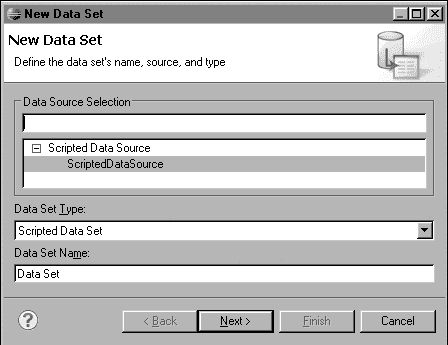 New Data Set
New Data Set
Define the data set's name, source, and type
Data Source Selection
Scripted Data Source
ScriptedDataSource
Data Set Type:
Scripted Data Set
Data Set Name:
Data Set
?
< Back
Next >
Finish
Cancel